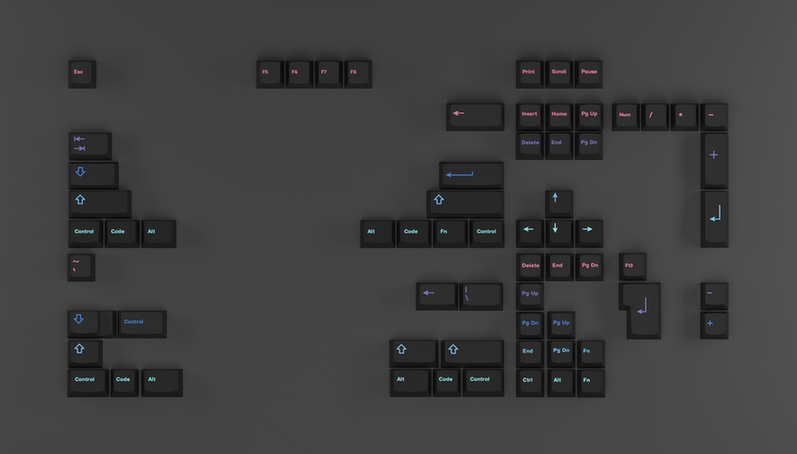 Esc F5 F6 F7 F8 Print Scroll Pause
← Insert Home Pg Up Num / * −
⇤ Delete End Pg Dn +
⇥
⇩ ↵
⇧ ⇧ ↑ ↵
Control Code Alt Alt Code Fn Control ← ↓ →
~ Delete End Pg Dn F13
`
← | Pg Up ↵ −
\
⇩ Control Pg Dn Pg Up +
⇧ ⇧ ⇧ End Pg Dn Fn
Control Code Alt Alt Code Control Ctrl Alt Fn